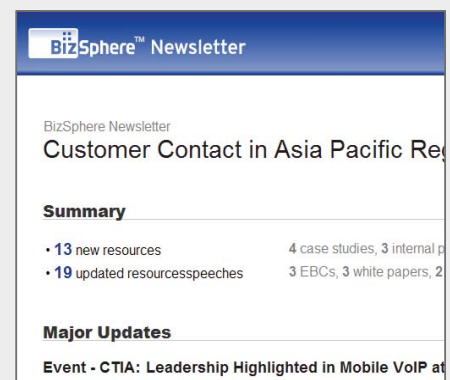 BizSphere™ Newsletter
BizSphere Newsletter
Customer Contact in Asia Pacific
Summary
• 13 new resources 4 case studies, 3 internal
• 19 updated resourcesspeeches 3 EBCs, 3 white papers, 2
Major Updates
Event - CTIA: Leadership Highlighted in Mobile VoIP at